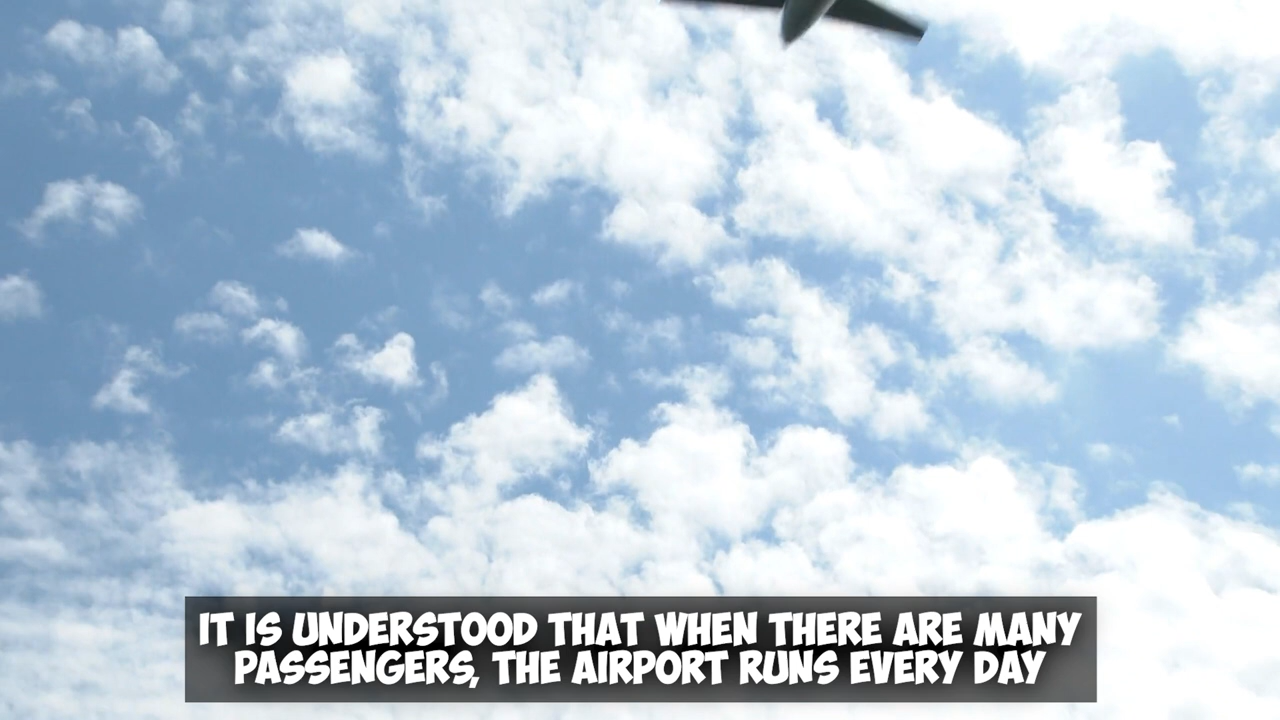 IT IS UNDERSTOOD THAT WHEN THERE ARE MANY
PASSENGERS, THE AIRPORT RUNS EVERY DAY